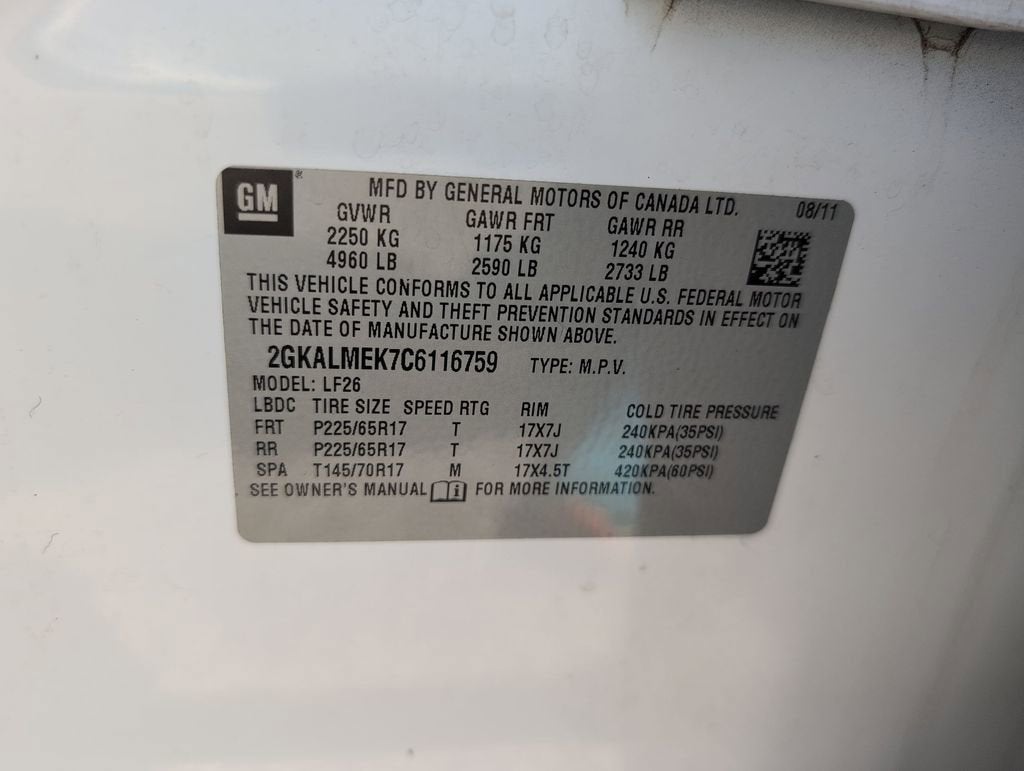 GM® MFD BY GENERAL MOTORS OF CANADA LTD. 08/11
GVWR GAWR FRT GAWR RR
2250 KG 1175 KG 1240 KG
4960 LB 2590 LB 2733 LB
THIS VEHICLE CONFORMS TO ALL APPLICABLE U.S. FEDERAL MOTOR
VEHICLE SAFETY AND THEFT PREVENTION STANDARDS IN EFFECT ON
THE DATE OF MANUFACTURE SHOWN ABOVE.
2GKALMEK7C6116759 TYPE: M.P.V.
MODEL: LF26
LBDC TIRE SIZE SPEED RTG RIM COLD TIRE PRESSURE
FRT P225/65R17 T 17X7J 240KPA(35PSI)
RR P225/65R17 T 17X7J 240KPA(35PSI)
SPA T145/70R17 M 17X4.5T 420KPA(60PSI)
SEE OWNER'S MANUAL i FOR MORE INFORMATION.